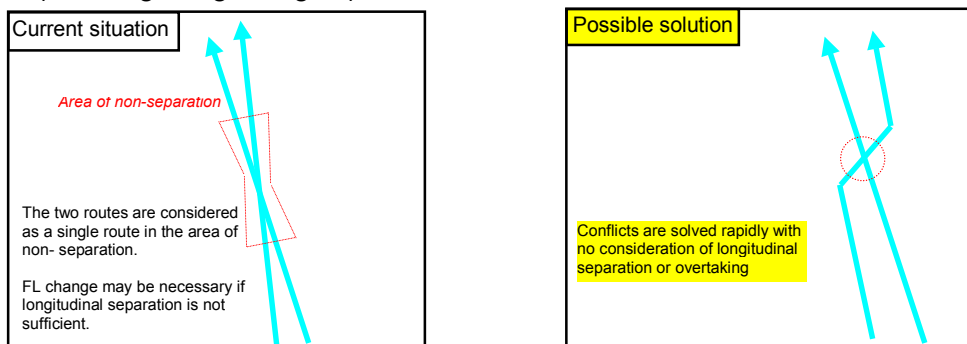 Current situation
Area of non-separation
The two routes are considered
as a single route in the area of
non- separation.
FL change may be necessary if
longitudinal separation is not
sufficient.
Possible solution
Conflicts are solved rapidly with
no consideration of longitudinal
separation or overtaking